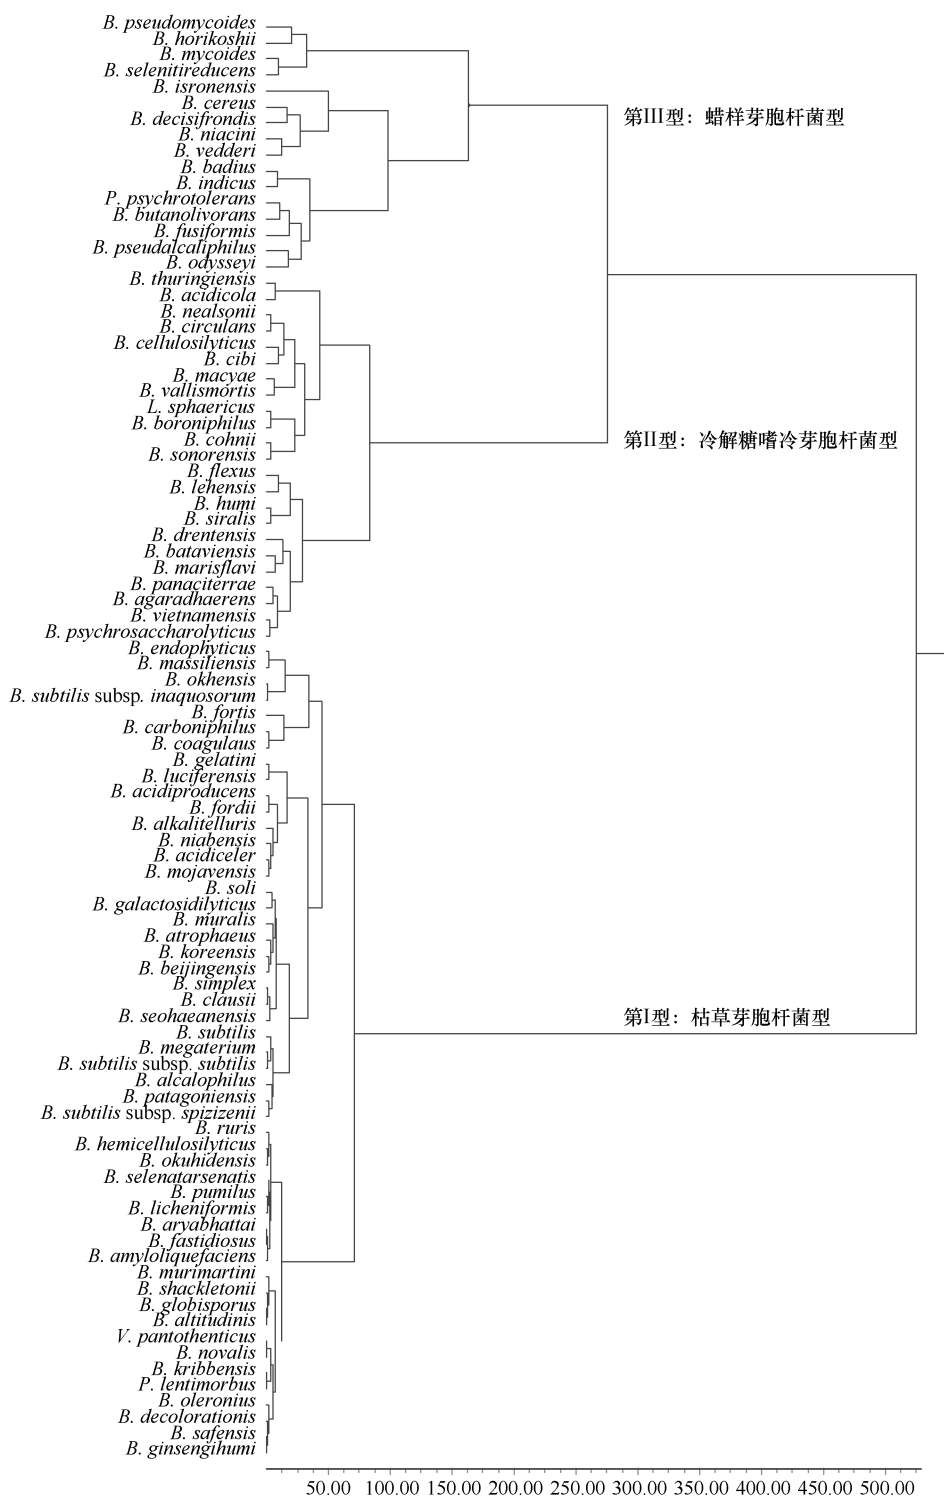 B. pseudomycoides
B. horikoshii
B. mycoides
B. selenitireducens
B. isronensis
B. cereus
第III型：蜡样芽胞杆菌型
B. decisifrondis
B. niacini
B. vedderi
B. badius
B. indicus
P. psychrotolerans
B. butanolivorans
B. fusiformis
B. pseudalcaliphilus
B. odysseyi
B. thuringiensis
B. acidicola
B. nealsonii
B. circulans
B. cellulosilyticus
B. cibi
B. macyae
B. vallismortis
L. sphaericus
B. boroniphilus
B. cohnii
第II型：冷解糖嗜冷芽胞杆菌型
B. sonorensis
B. flexus
B. lehensis
B. humi
B. siralis
B. drentensis
B. bataviensis
B. marisflavi
B. panaciterrae
B. agaradhaerens
B. vietnamensis
B. psychrosaccharolyticus
B. endophyticus
B. massiliensis
B. okhensis
B. subtilis subsp. inaquosorum
B. fortis
B. carboniphilus
B. coagulaus
B. gelatini
B. luciferensis
B. acidiproducens
B. fordii
B. alkalitelluris
B. niabensis
B. acidiceler
B. mojavensis
B. soli
B. galactosidilyticus
B. muralis
B. atrophaeus
B. koreensis
B. beijingensis
B. simplex
B. clausii
B. seohaeanensis
第I型：枯草芽胞杆菌型
B. subtilis
B. megaterium
B. subtilis subsp. subtilis
B. alcalophilus
B. patagoniensis
B. subtilis subsp. spizizenii
B. ruris
B. hemicellulosilyticus
B. okuhidensis
B. selenatarsenatis
B. pumilus
B. licheniformis
B. aryabhattai
B. fastidiosus
B. amyloliquefaciens
B. murimartini
B. shackletonii
B. globisporus
B. altitudinis
V. pantothenticus
B. novalis
B. kribbensis
P. lentimorbus
B. oleronius
B. decolorationis
B. safensis
B. ginsengihumi
50.00 100.00 150.00 200.00 250.00 300.00 350.00 400.00 450.00 500.00